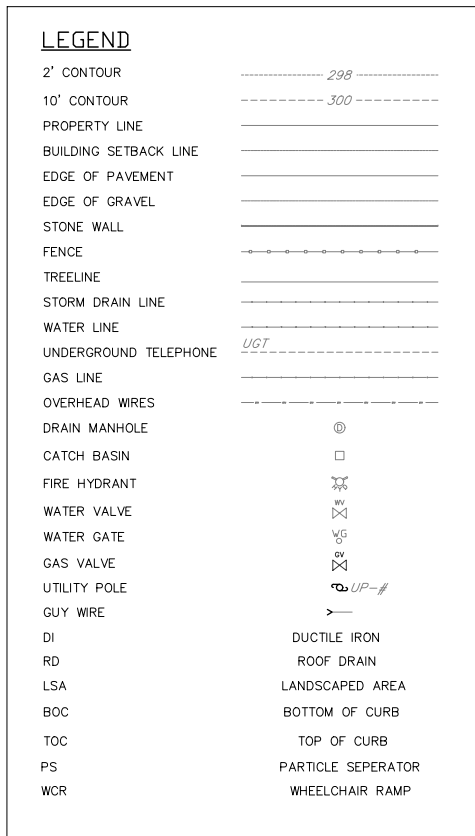 LEGEND
2' CONTOUR 298
10' CONTOUR 300
PROPERTY LINE
BUILDING SETBACK LINE
EDGE OF PAVEMENT
EDGE OF GRAVEL
STONE WALL
FENCE
TREELINE
STORM DRAIN LINE
WATER LINE
UNDERGROUND TELEPHONE UGT
GAS LINE
OVERHEAD WIRES
DRAIN MANHOLE D
CATCH BASIN
FIRE HYDRANT
WATER VALVE WV
WATER GATE WG
GAS VALVE GV
UTILITY POLE UP-#
GUY WIRE
DI DUCTILE IRON
RD ROOF DRAIN
LSA LANDSCAPED AREA
BOC BOTTOM OF CURB
TOC TOP OF CURB
PS PARTICLE SEPERATOR
WCR WHEELCHAIR RAMP